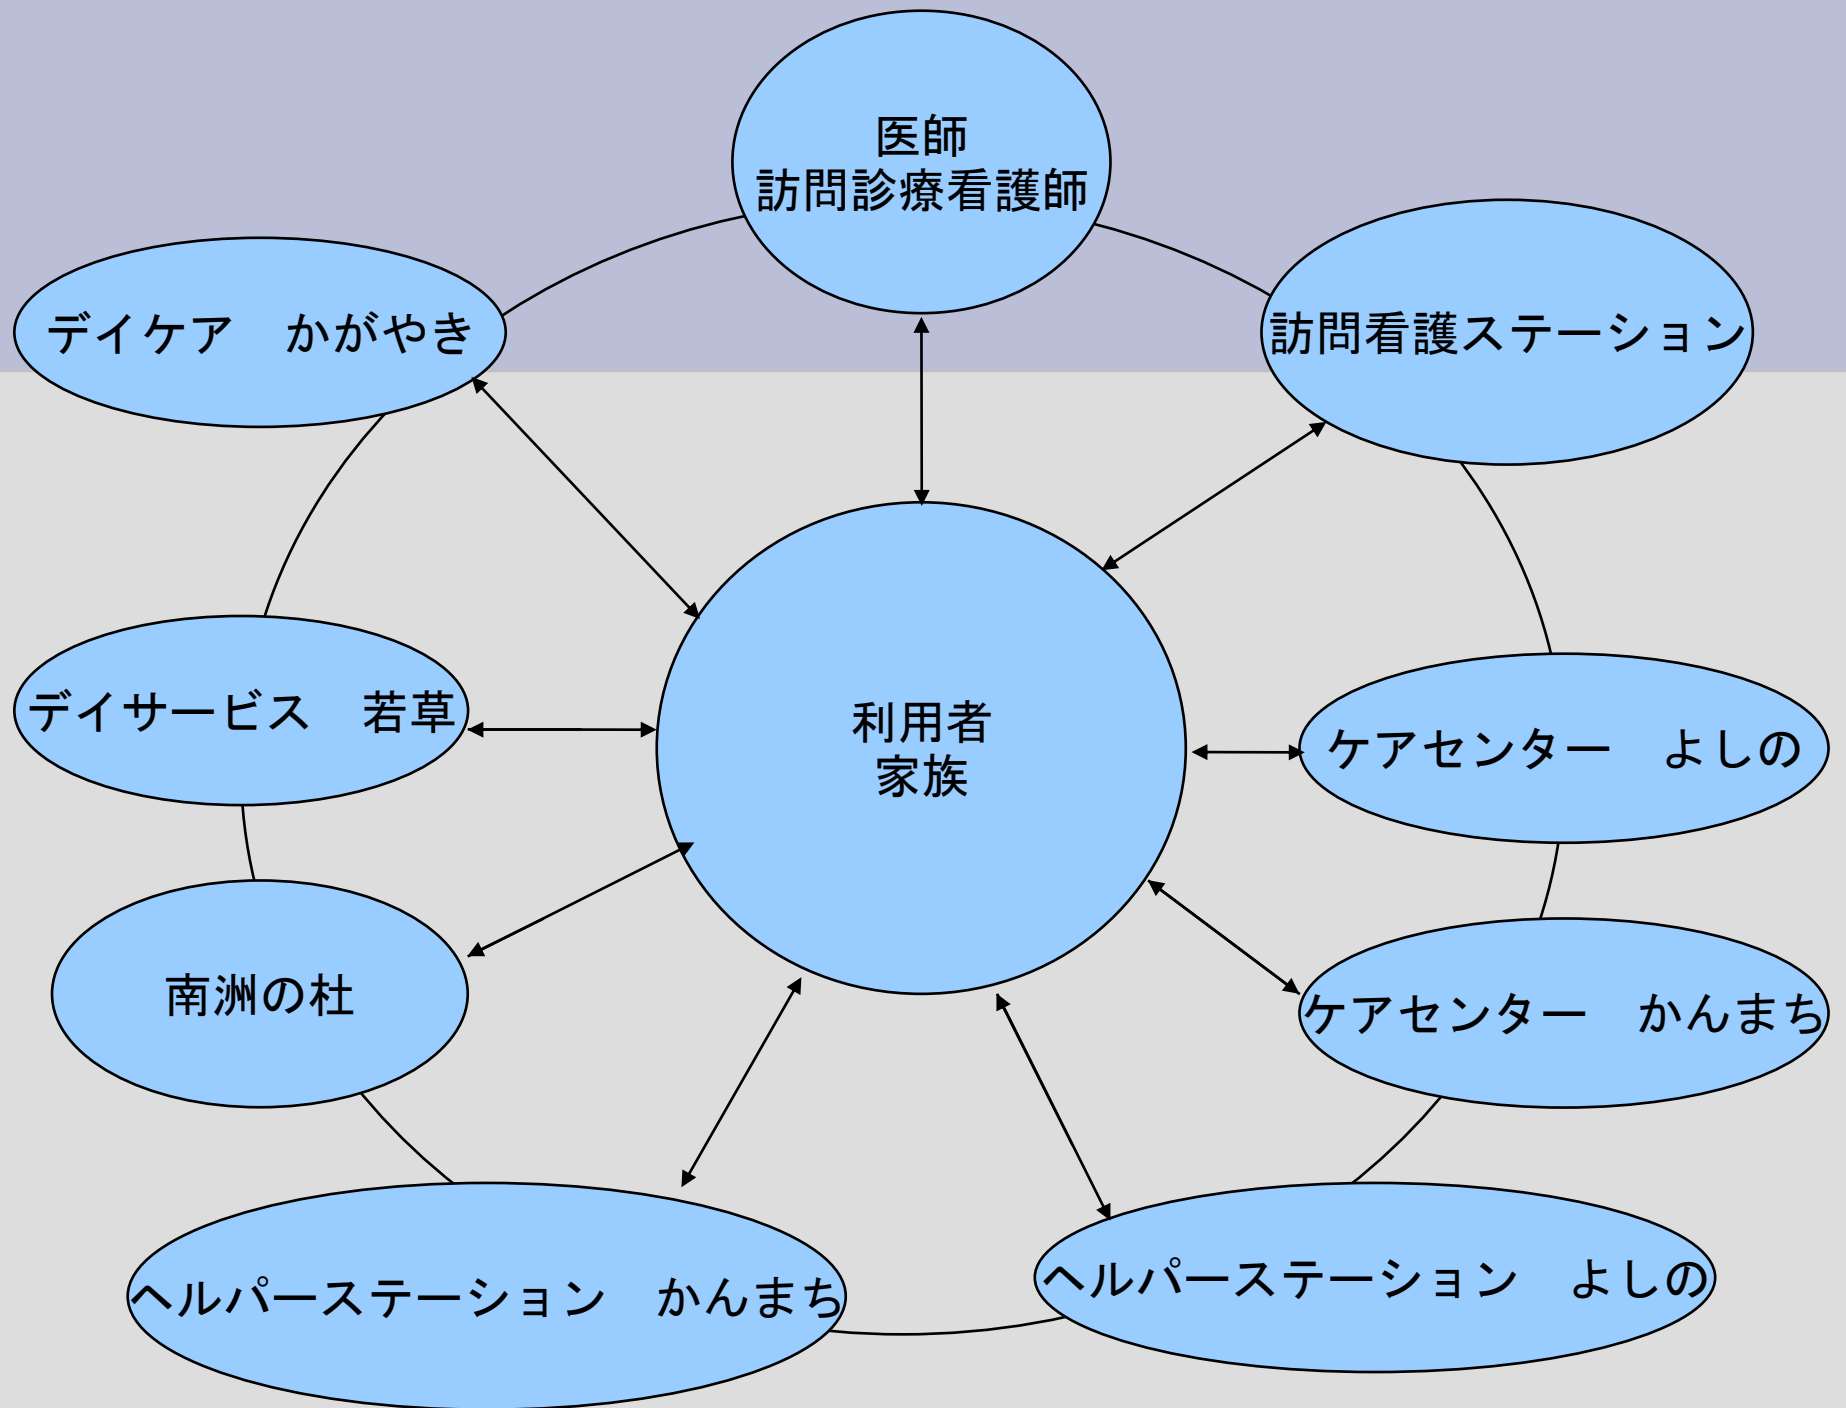 医師
訪問診療看護師
デイケア　かがやき
訪問看護ステーション
デイサービス　若草
利用者
家族
ケアセンター　よしの
南洲の杜
ケアセンター　かんまち
ヘルパーステーション　かんまち
ヘルパーステーション　よしの